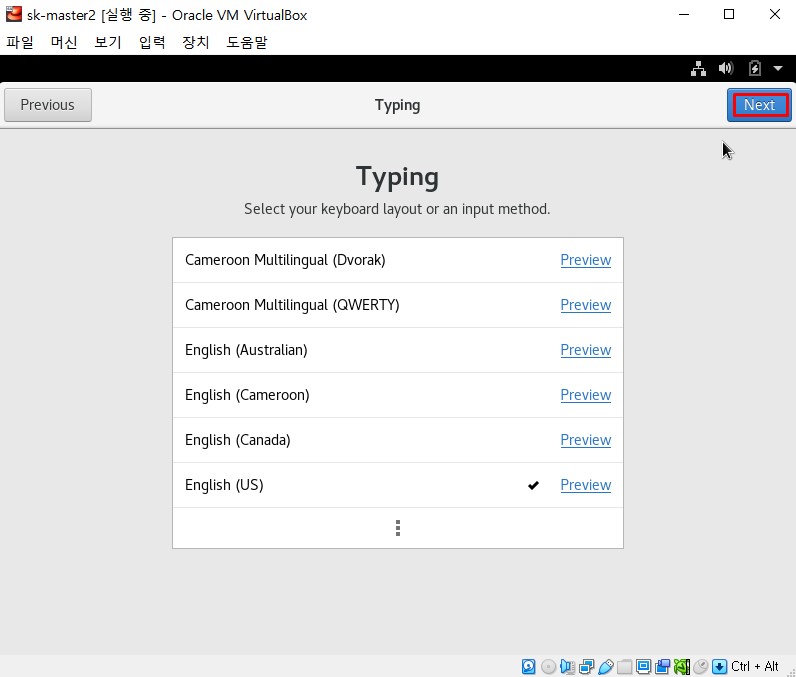 sk-master2 [실행 중] - Oracle VM VirtualBox
파일 머신 보기 입력 장치 도움말
Previous Typing Next
Typing
Select your keyboard layout or an input method.
Cameroon Multilingual (Dvorak) Preview
Cameroon Multilingual (QWERTY) Preview
English (Australian) Preview
English (Cameroon) Preview
English (Canada) Preview
English (US) Preview
Ctrl + Alt